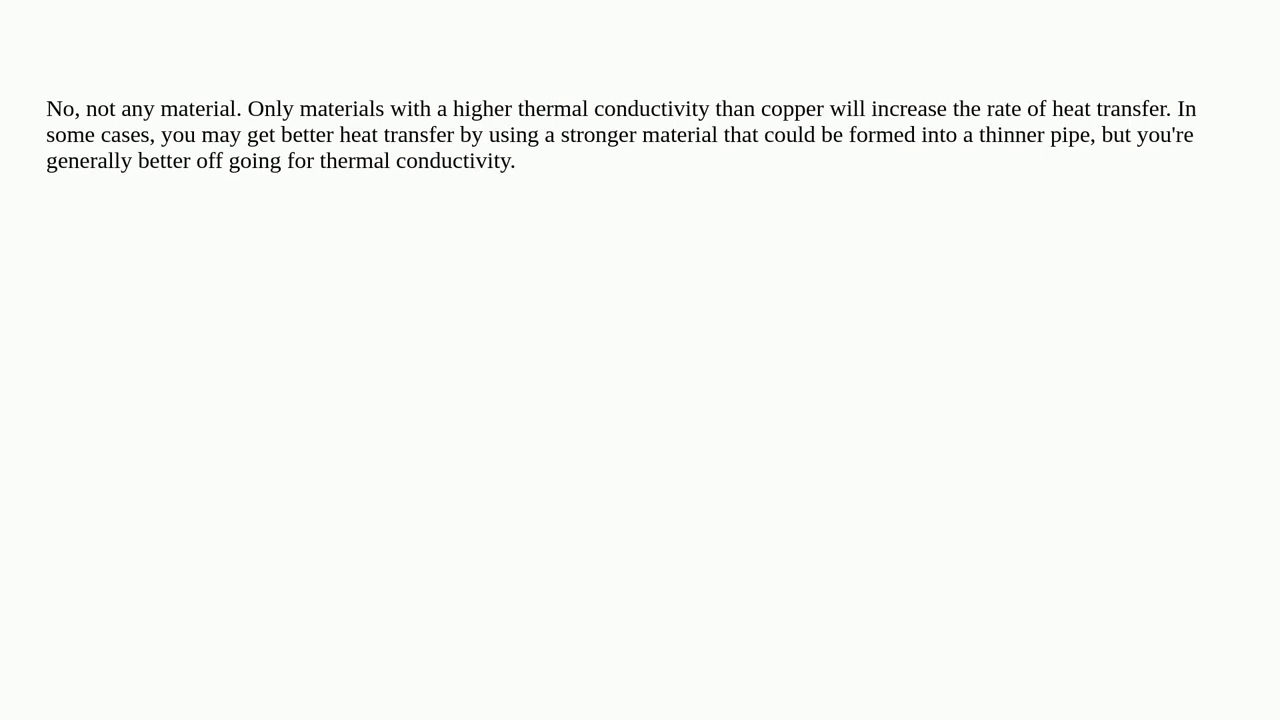 No, not any material. Only materials with a higher thermal conductivity than copper will increase the rate of heat transfer. In
some cases, you may get better heat transfer by using a stronger material that could be formed into a thinner pipe, but you're
generally better off going for thermal conductivity.